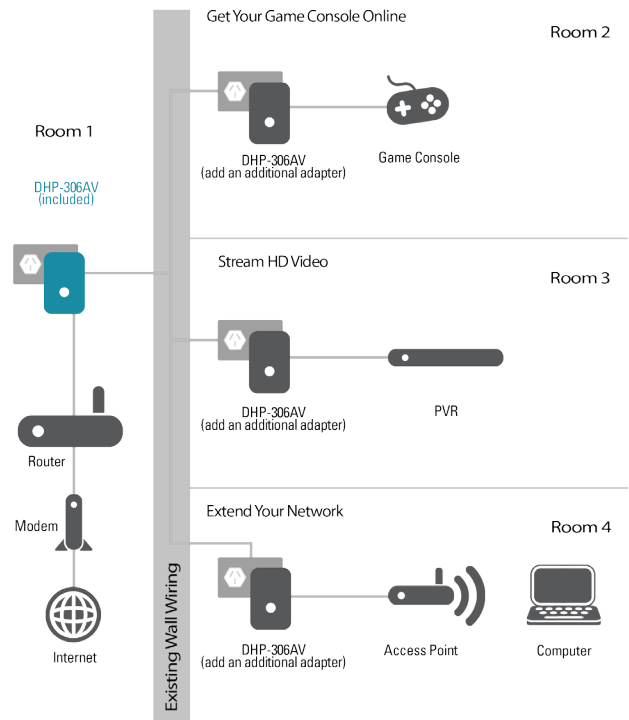 Room 1
DHP-306AV
(included)
Router
Modem
Internet
Existing Wall Wiring
Get Your Game Console Online
Room 2
DHP-306AV
(add an additional adapter)
Game Console
Stream HD Video
Room 3
DHP-306AV
(add an additional adapter)
PVR
Extend Your Network
Room 4
DHP-306AV
(add an additional adapter)
Access Point
Computer